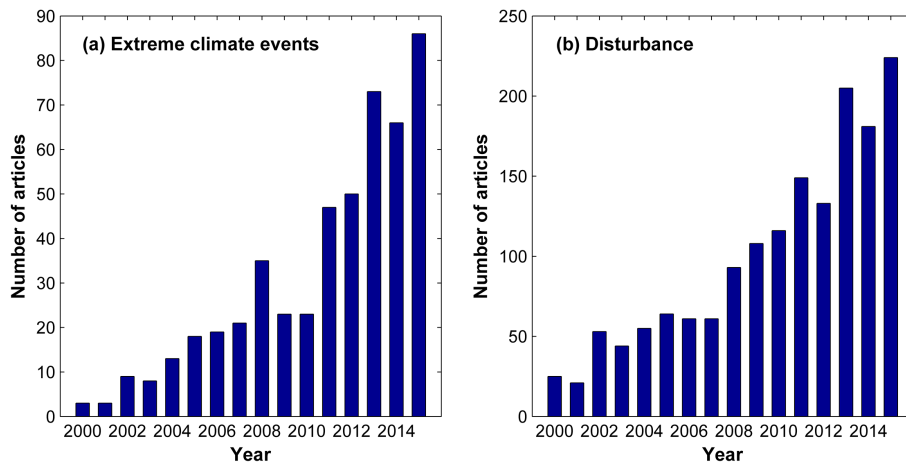 (a) Extreme climate events
Number of articles
90
80
70
60
50
40
30
20
10
0
2000 2002 2004 2006 2008 2010 2012 2014
Year
(b) Disturbance
Number of articles
250
200
150
100
50
0
2000 2002 2004 2006 2008 2010 2012 2014
Year